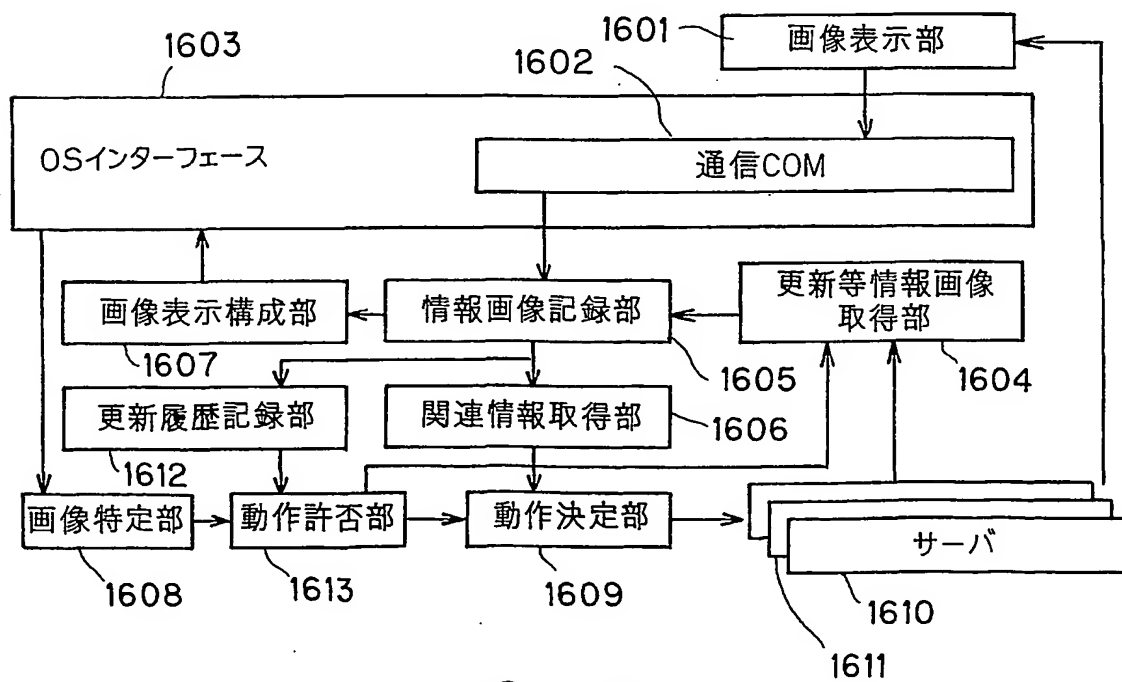 1601
画像表示部
1603
1602
OSインターフェース
通信COM
画像表示構成部
1607
情報画像記録部
1605
更新等情報画像
取得部
1604
更新履歴記録部
1612
関連情報取得部
1606
画像特定部
1608
動作許否部
1613
動作決定部
1609
サーバ
1610
1611